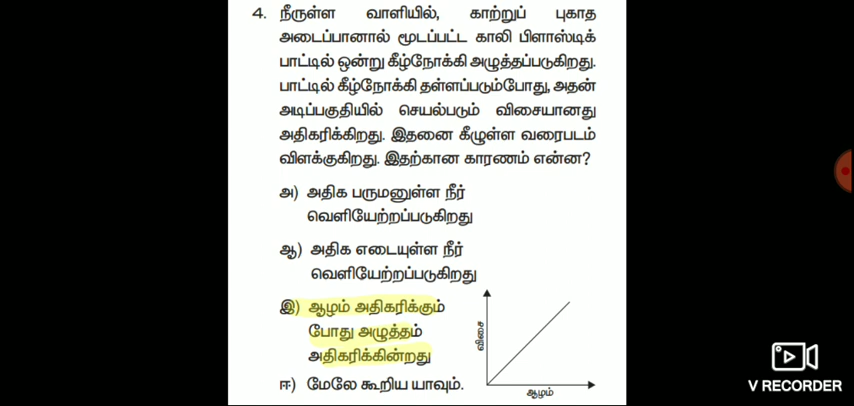 4. நீருள்ள வாளியில், காற்றுப் புகாத
அடைப்பானால் மூடப்பட்ட காலி பிளாஸ்டிக்
பாட்டில் ஒன்று கீழ்நோக்கி அழுத்தப்படுகிறது.
பாட்டில் கீழ்நோக்கி தள்ளப்படும்போது, அதன்
அடிப்பகுதியில் செயல்படும் விசையானது
அதிகரிக்கிறது. இதனை கீழுள்ள வரைபடம்
விளக்குகிறது. இதற்கான காரணம் என்ன?
அ) அதிக பருமனுள்ள நீர்
வெளியேற்றப்படுகிறது
ஆ) அதிக எடையுள்ள நீர்
வெளியேற்றப்படுகிறது
இ) ஆழம் அதிகரிக்கும்
போது அழுத்தம்
அதிகரிக்கின்றது
ஈ) மேலே கூறிய யாவும்.
விசை
ஆழம்
V RECORDER